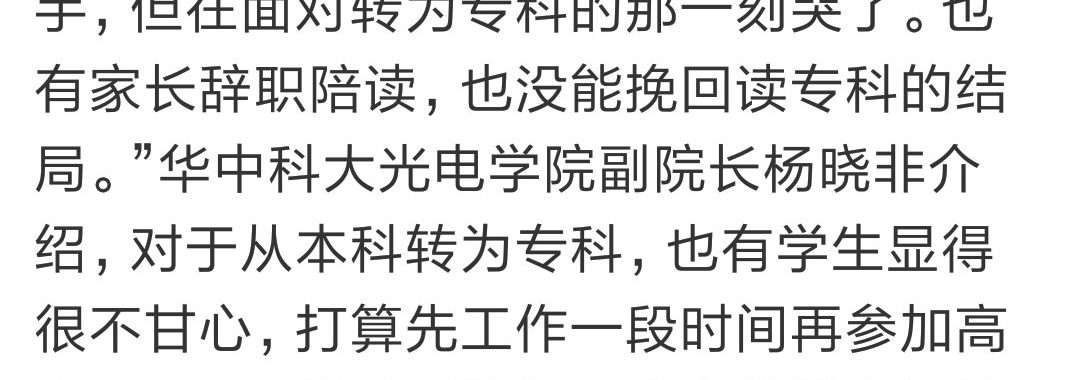 手，但在面对转为专科的那一刻哭了。也
有家长辞职陪读，也没能挽回读专科的结
局。”华中科大光电学院副院长杨晓非介
绍，对于从本科转为专科，也有学生显得
很不甘心，打算先工作一段时间再参加高